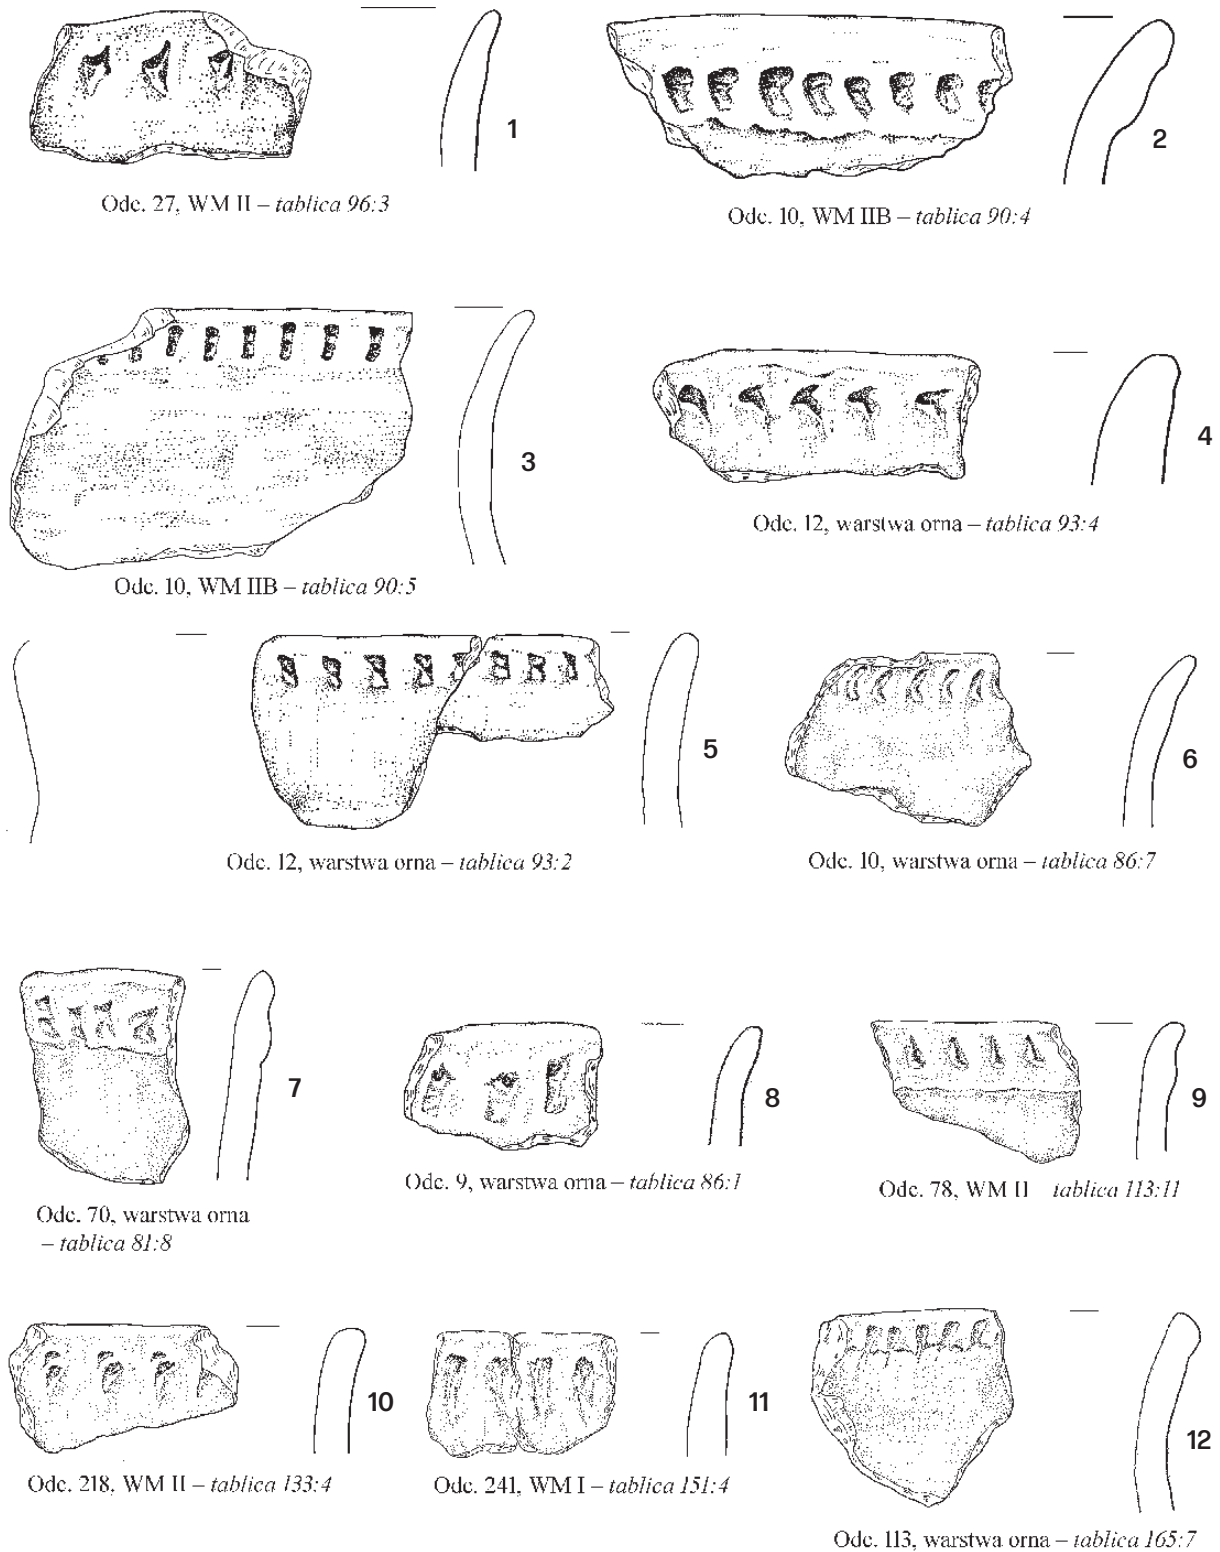 1
2
Odc. 27, WM II – tablica 96:3
Odc. 10, WM IIB – tablica 90:4
3
4
Odc. 12, warstwa orna – tablica 93:4
Odc. 10, WM IIB – tablica 90:5
5
6
Odc. 12, warstwa orna – tablica 93:2
Odc. 10, warstwa orna – tablica 86:7
7
8
9
Odc. 9, warstwa orna – tablica 86:1
Odc. 78, WM II tablica 113:11
Odc. 70, warstwa orna
– tablica 81:8
10
11
12
Odc. 218, WM II – tablica 133:4
Odc. 241, WM I – tablica 151:4
Odc. 113, warstwa orna – tablica 165:7